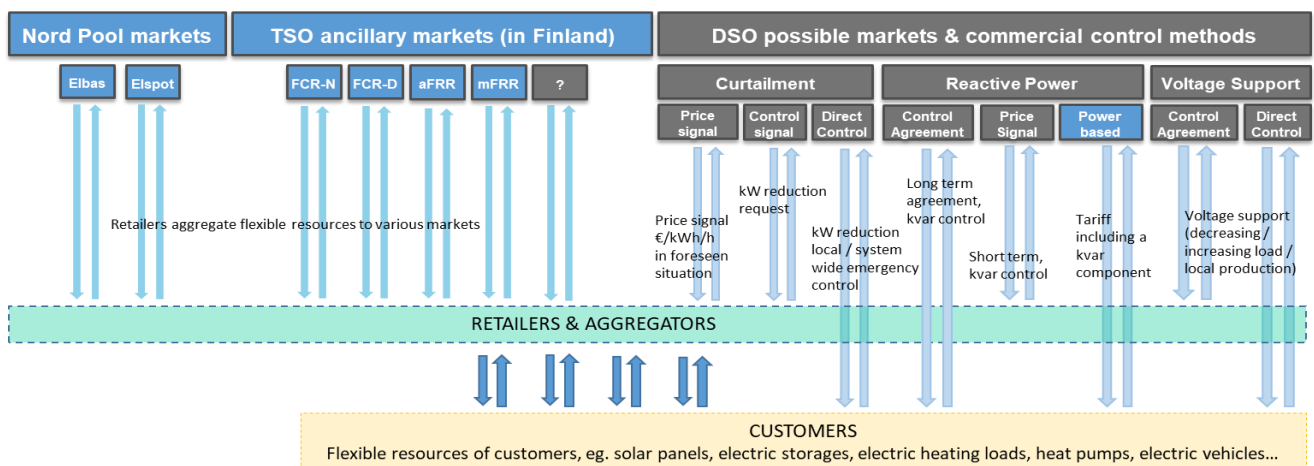 Nord Pool markets
TSO ancillary markets (in Finland)
DSO possible markets & commercial control methods
Elbas
Elspot
FCR-N
FCR-D
aFRR
mFRR
?
Curtailment
Reactive Power
Voltage Support
Price
signal
Control
signal
Direct
Control
Control
Agreement
Price
Signal
Power
based
Control
Agreement
Direct
Control
Retailers aggregate flexible resources to various markets
Price signal
€/kWh/h
in foreseen
situation
kW reduction
request
kW reduction
local / system
wide emergency
control
Long term
agreement,
kvar control
Short term,
kvar control
Tariff
including a
kvar
component
Voltage support
(decreasing /
increasing load /
local production)
RETAILERS & AGGREGATORS
CUSTOMERS
Flexible resources of customers, eg. solar panels, electric storages, electric heating loads, heat pumps, electric vehicles...